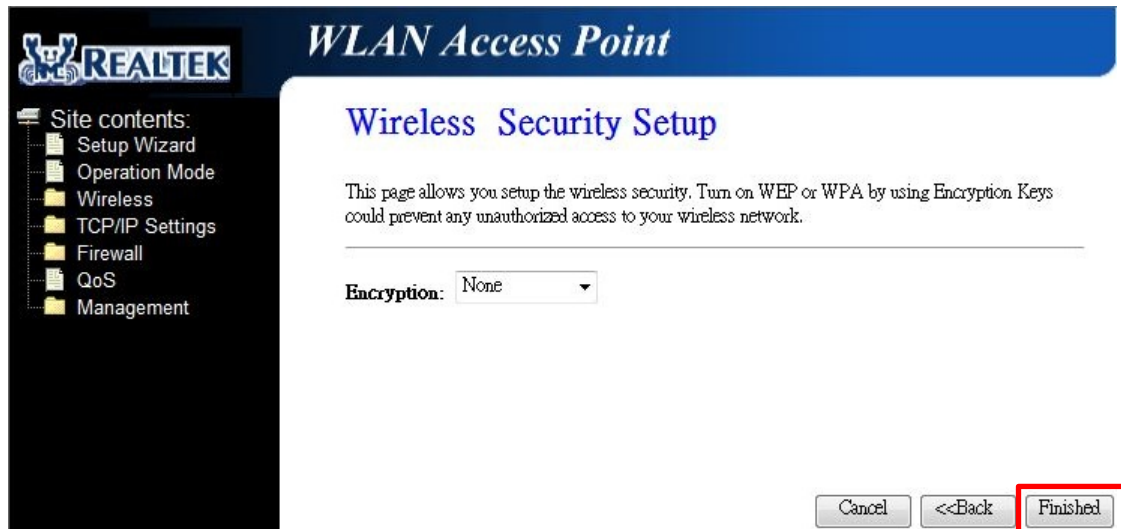 REALTEK
WLAN Access Point
Site contents:
Setup Wizard
Operation Mode
Wireless
TCP/IP Settings
Firewall
QoS
Management
Wireless Security Setup
This page allows you setup the wireless security. Turn on WEP or WPA by using Encryption Keys
could prevent any unauthorized access to your wireless network.
Encryption: None
Cancel <<Back Finished